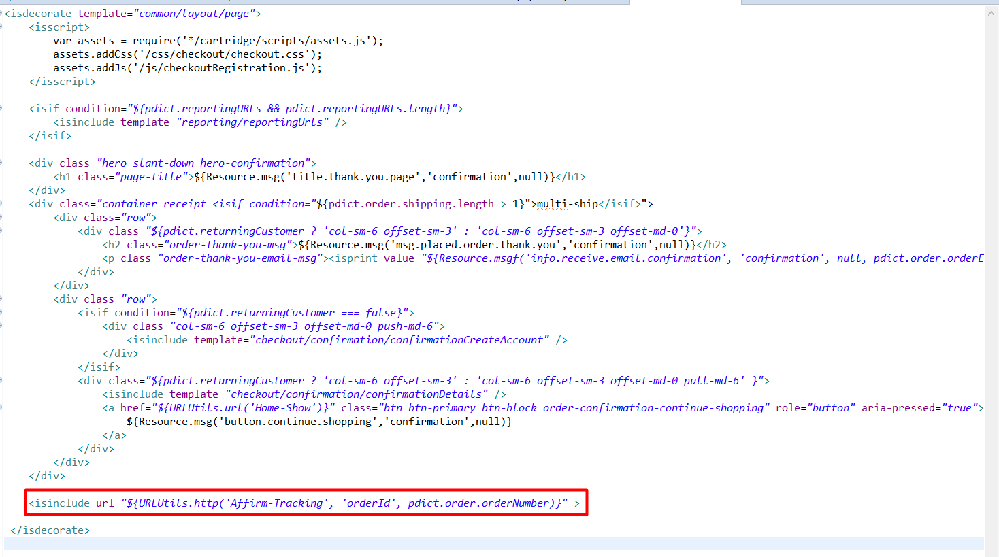 <isdecorate template="common/layout/page">
    <isscript>
        var assets = require('*/cartridge/scripts/assets.js');
        assets.addCss('/css/checkout/checkout.css');
        assets.addJs('/js/checkoutRegistration.js');
    </isscript>

    <isif condition="${pdict.reportingURLs && pdict.reportingURLs.length}">
        <isinclude template="reporting/reportingUrls" />
    </isif>

    <div class="hero slant-down hero-confirmation">
        <h1 class="page-title">${Resource.msg('title.thank.you.page','confirmation',null)}</h1>
    </div>
    <div class="container receipt <isif condition="${pdict.order.shipping.length > 1}">multi-ship</isif>">
        <div class="row">
            <div class="${pdict.returningCustomer ? 'col-sm-6 offset-sm-3' : 'col-sm-6 offset-sm-3 offset-md-0'}">
                <h2 class="order-thank-you-msg">${Resource.msg('msg.placed.order.thank.you','confirmation',null)}</h2>
                <p class="order-thank-you-email-msg"><isprint value="${Resource.msgf('info.receive.email.confirmation', 'confirmation', null, pdict.order.orderE
            </div>
        </div>
        <div class="row">
            <isif condition="${pdict.returningCustomer === false}">
                <div class="col-sm-6 offset-sm-3 offset-md-0 push-md-6">
                    <isinclude template="checkout/confirmation/confirmationCreateAccount" />
                </div>
            </isif>
            <div class="${pdict.returningCustomer ? 'col-sm-6 offset-sm-3' : 'col-sm-6 offset-sm-3 offset-md-0 pull-md-6' }">
                <isinclude template="checkout/confirmation/confirmationDetails" />
                <a href="${URLUtils.url('Home-Show')}" class="btn btn-primary btn-block order-confirmation-continue-shopping" role="button" aria-pressed="true">
                    ${Resource.msg('button.continue.shopping','confirmation',null)}
                </a>
            </div>
        </div>
    </div>

    <isinclude url="${URLUtils.http('Affirm-Tracking', 'orderId', pdict.order.orderNumber)}" >

</isdecorate>